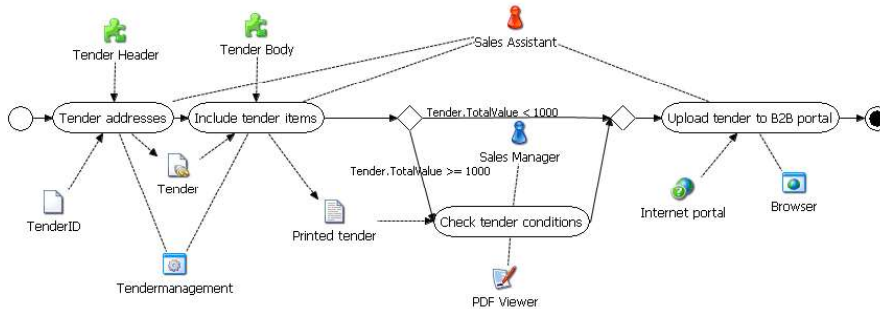 Sales Assistant
Tender Header
Tender Body
Tender.TotalValue < 1000
Tender addresses
Include tender items
Upload tender to B2B portal
Sales Manager
Tender.TotalValue >= 1000
Tender
TenderID
Printed tender
Check tender conditions
Internet portal
Browser
Tendermanagement
PDF Viewer